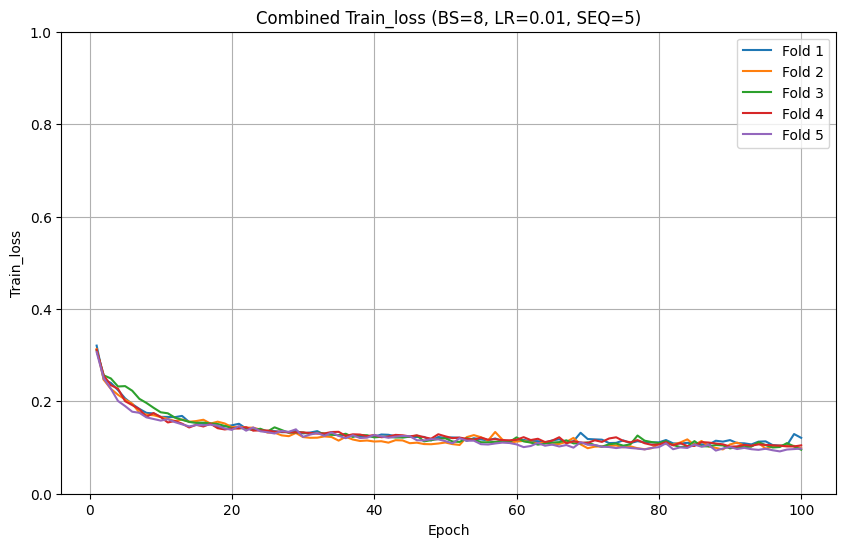 Combined Train_loss (BS=8, LR=0.01, SEQ=5)
Train_loss
1.0
0.8
0.6
0.4
0.2
0.0
Fold 1
Fold 2
Fold 3
Fold 4
Fold 5
0 20 40 60 80 100
Epoch